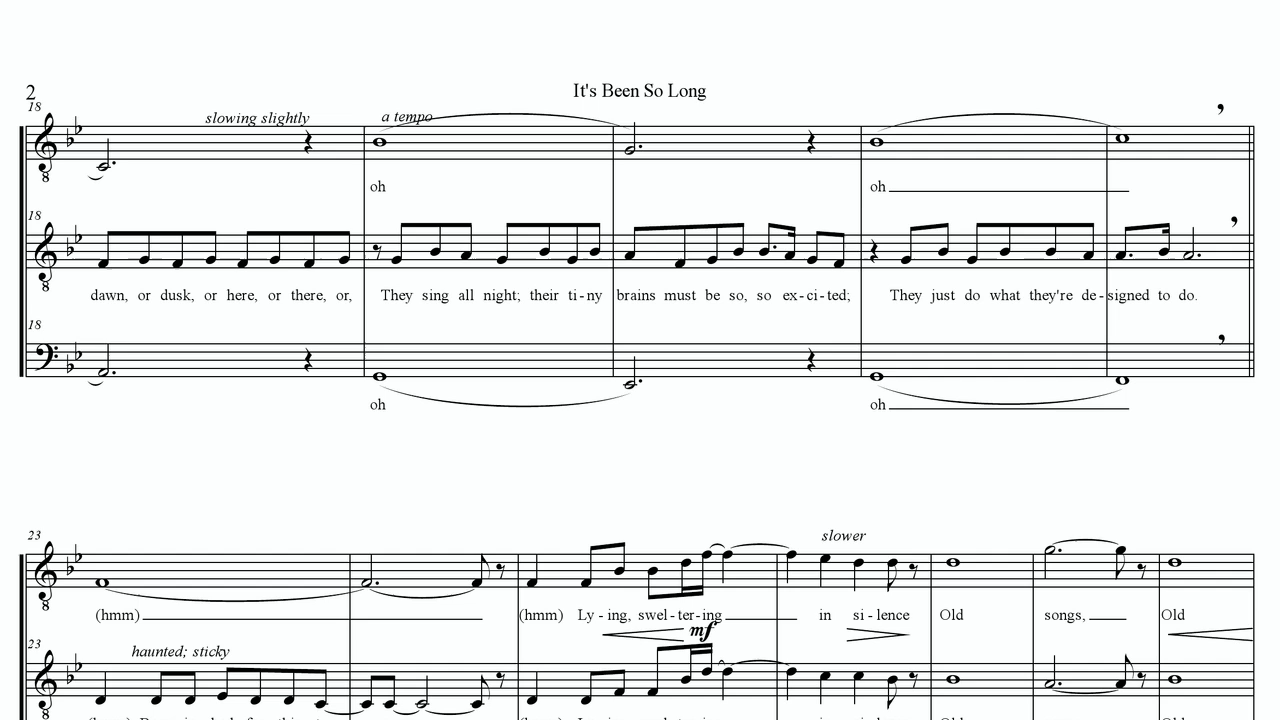 2
It's Been So Long
18
slowing slightly
a tempo
oh
oh
18
dawn, or dusk, or here, or there, or, They sing all night; their ti-ny brains must be so, so ex-ci-ted; They just do what they're de-signed to do.
18
oh
oh
23
slower
(hmm) (hmm) Ly-ing, swel-ter-ing in si-lence Old songs, Old
mf
23
haunted; sticky